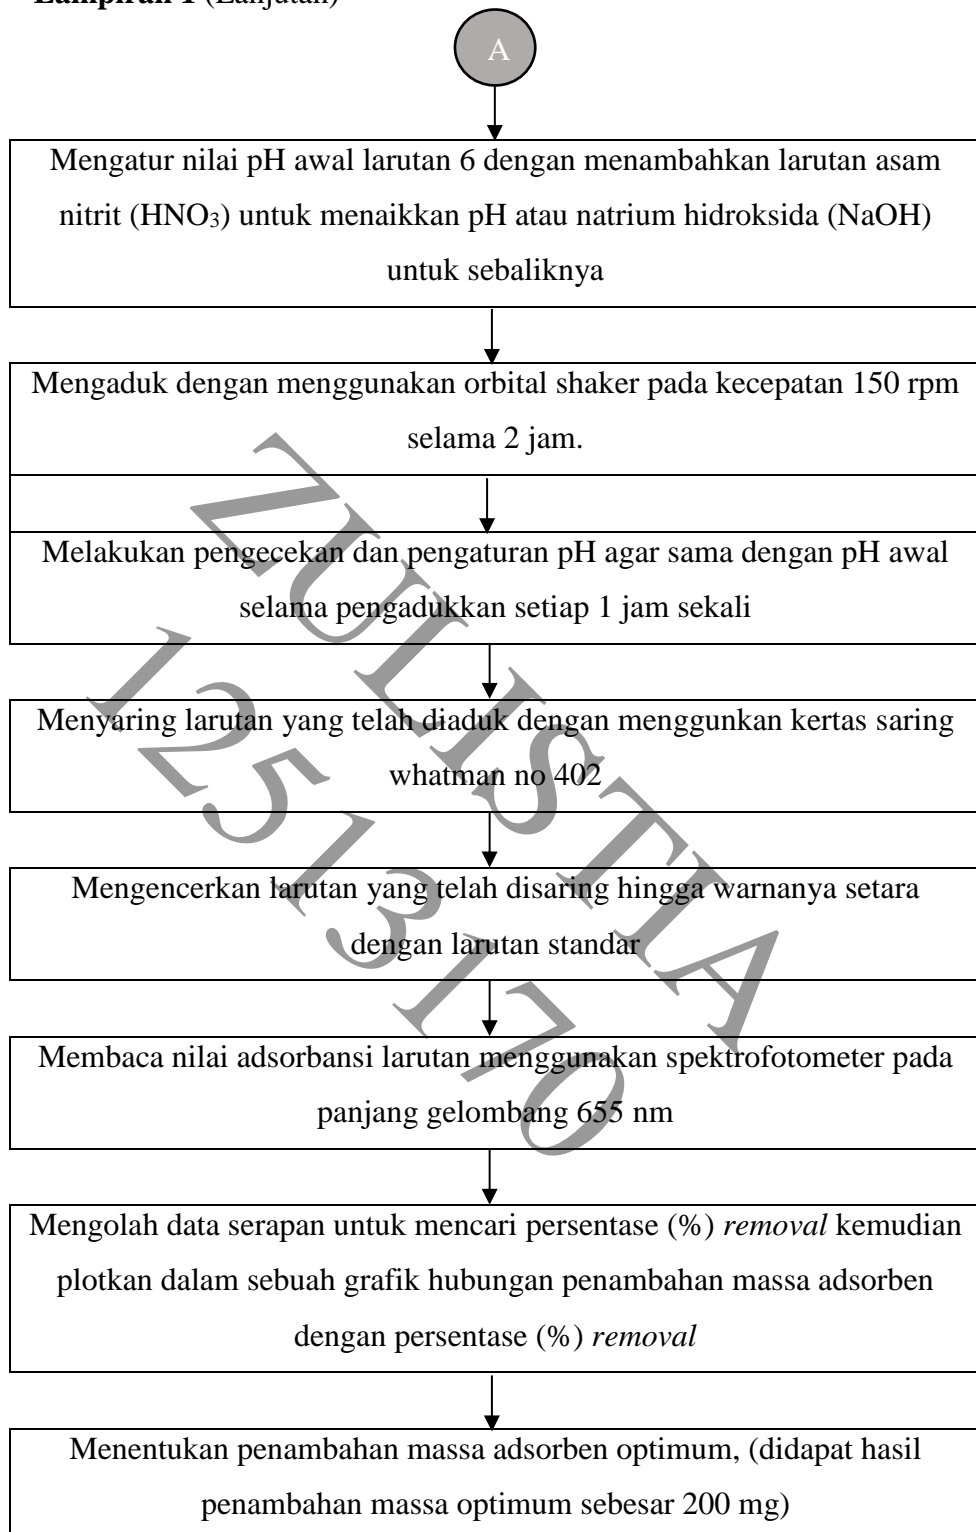 Lampiran 1 (Lanjutan)
A
Mengatur nilai pH awal larutan 6 dengan menambahkan larutan asam
nitrit (HNO₃) untuk menaikkan pH atau natrium hidroksida (NaOH)
untuk sebaliknya
Mengaduk dengan menggunakan orbital shaker pada kecepatan 150 rpm
selama 2 jam.
Melakukan pengecekan dan pengaturan pH agar sama dengan pH awal
selama pengadukkan setiap 1 jam sekali
Menyaring larutan yang telah diaduk dengan menggunkan kertas saring
whatman no 402
Mengencerkan larutan yang telah disaring hingga warnanya setara
dengan larutan standar
Membaca nilai adsorbansi larutan menggunakan spektrofotometer pada
panjang gelombang 655 nm
Mengolah data serapan untuk mencari persentase (%) removal kemudian
plotkan dalam sebuah grafik hubungan penambahan massa adsorben
dengan persentase (%) removal
Menentukan penambahan massa adsorben optimum, (didapat hasil
penambahan massa optimum sebesar 200 mg)
ZULISTIA
12513170